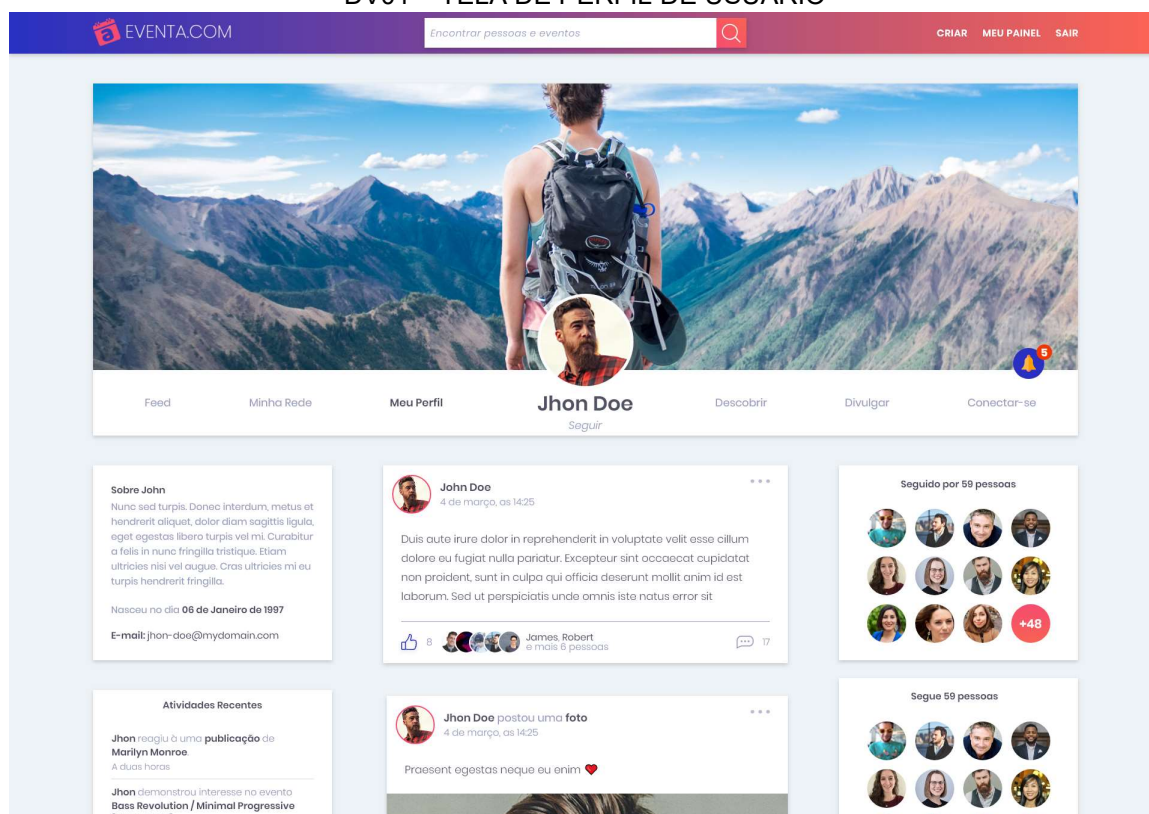 EVENTA.COM
Encontrar pessoas e eventos
CRIAR MEU PAINEL SAIR
5
Feed
Minha Rede
Meu Perfil
Jhon Doe
Seguir
Descobrir
Divulgar
Conectar-se
Sobre John
Nunc sed turpis. Donec interdum, metus et
hendrerit aliquet, dolor diam sagittis ligula,
eget egestas libero turpis vel mi. Curabitur
a felis in nunc fringilla tristique. Etiam
ultricies nisi vel augue. Cras ultricies mi eu
turpis hendrerit fringilla.
Nasceu no dia 06 de Janeiro de 1997
E-mail: jhon-doe@mydomain.com
Atividades Recentes
Jhon reagiu à uma publicação de
Marilyn Monroe.
A duas horas
Jhon demonstrou interesse no evento
Bass Revolution / Minimal Progressive
John Doe
4 de março, as 14:25
Duis aute irure dolor in reprehenderit in voluptate velit esse cillum
dolore eu fugiat nulla pariatur. Excepteur sint occaecat cupidatat
non proident, sunt in culpa qui officia deserunt mollit anim id est
laborum. Sed ut perspiciatis unde omnis iste natus error sit
8
James, Robert
e mais 6 pessoas
17
Jhon Doe postou uma foto
4 de março, as 14:25
Praesent egestas neque eu enim
Seguido por 59 pessoas
+48
Segue 59 pessoas